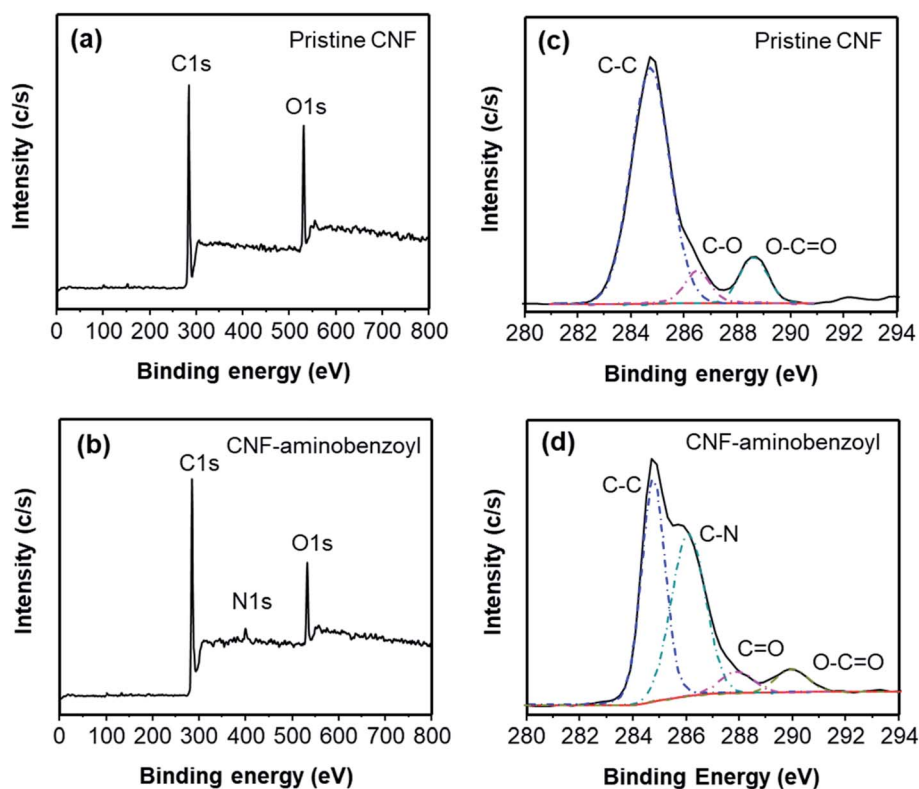 (a)
Pristine CNF
C1s
O1s
Intensity (c/s)
0 100 200 300 400 500 600 700 800
Binding energy (eV)
(c)
Pristine CNF
C-C
C-O
O-C=O
Intensity (c/s)
280 282 284 286 288 290 292 294
Binding energy (eV)
(b)
CNF-aminobenzoyl
C1s
N1s
O1s
Intensity (c/s)
0 100 200 300 400 500 600 700 800
Binding energy (eV)
(d)
CNF-aminobenzoyl
C-C
C-N
C=O
O-C=O
Intensity (c/s)
280 282 284 286 288 290 292 294
Binding Energy (eV)